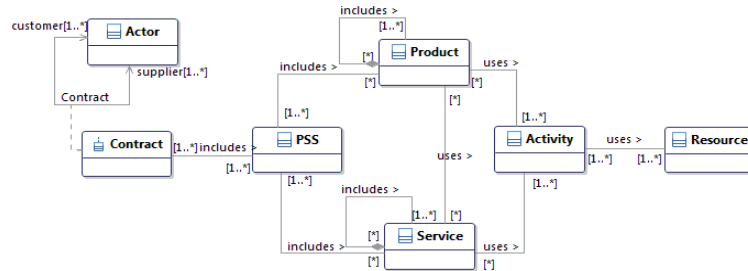 includes >
customer[1..*]
[1..*]
Actor
Product
[*]
uses >
supplier[1..*]
includes >
[*]
[*]
[*]
Contract
[1..*]
[1..*]
Contract
[1..*]
includes >
PSS
Activity
uses >
Resource
uses >
[1..*]
[1..*]
[1..*]
[1..*]
[1..*]
includes >
[1..*]
[*]
[*]
Service
includes >
uses >
[*]
[*]